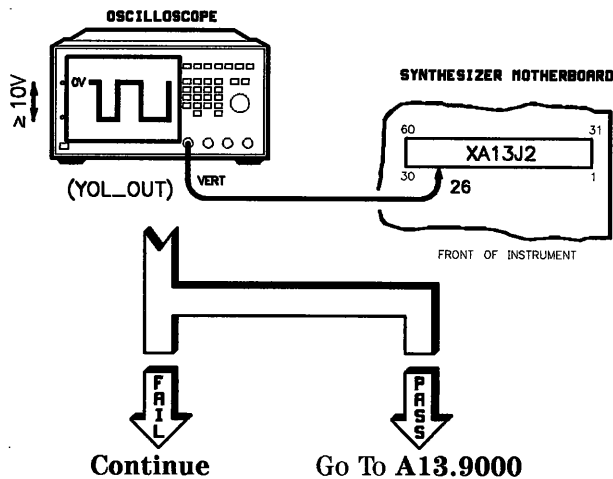 OSCILLOSCOPE
≥ 10V
0V
(YOL_OUT)
VERT
SYNTHESIZER MOTHERBOARD
60 31
XA13J2
30 1
26
FRONT OF INSTRUMENT
FAIL
PASS
Continue
Go To A13.9000